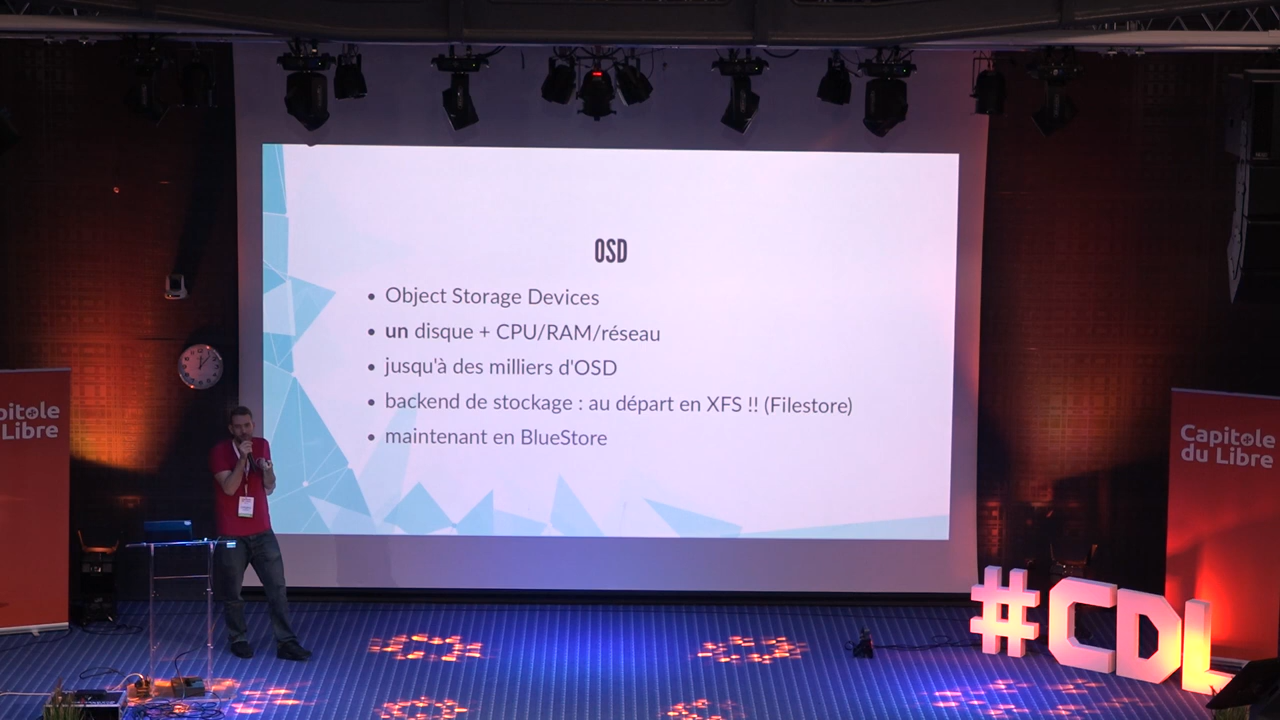 OSD
• Object Storage Devices
• un disque + CPU/RAM/réseau
• jusqu'à des milliers d'OSD
• backend de stockage : au départ en XFS !! (Filestore)
• maintenant en BlueStore
pitole
Libre
Capitole
du Libre
#CDL